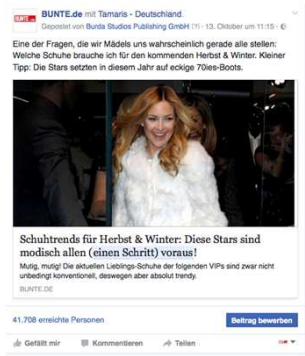 BUNTE.de mit Tamaris - Deutschland.
Gepostet von Burda Studios Publishing GmbH [?] · 13. Oktober um 11:15 ·
Eine der Fragen, die wir Mädels uns wahrscheinlich gerade alle stellen:
Welche Schuhe brauche ich für den kommenden Herbst & Winter. Kleiner
Tipp: Die Stars setzten in diesem Jahr auf eckige 70ies-Boots.
Schuhtrends für Herbst & Winter: Diese Stars sind
modisch allen (einen Schritt) voraus!
Mutig, mutig! Die aktuellen Lieblings-Schuhe der folgenden VIPs sind zwar nicht
unbedingt konventionell, deswegen aber absolut trendy.
BUNTE.DE
41.708 erreichte Personen
Beitrag bewerben
Gefällt mir
Kommentieren
Teilen